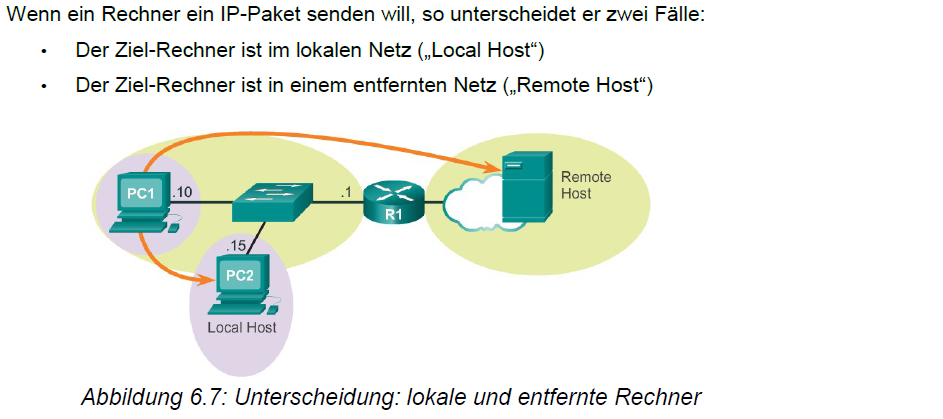 Wenn ein Rechner ein IP-Paket senden will, so unterscheidet er zwei Fälle:
• Der Ziel-Rechner ist im lokalen Netz („Local Host“)
• Der Ziel-Rechner ist in einem entfernten Netz („Remote Host“)
PC1
.10
.1
R1
Remote
Host
.15
PC2
Local Host
Abbildung 6.7: Unterscheidung: lokale und entfernte Rechner